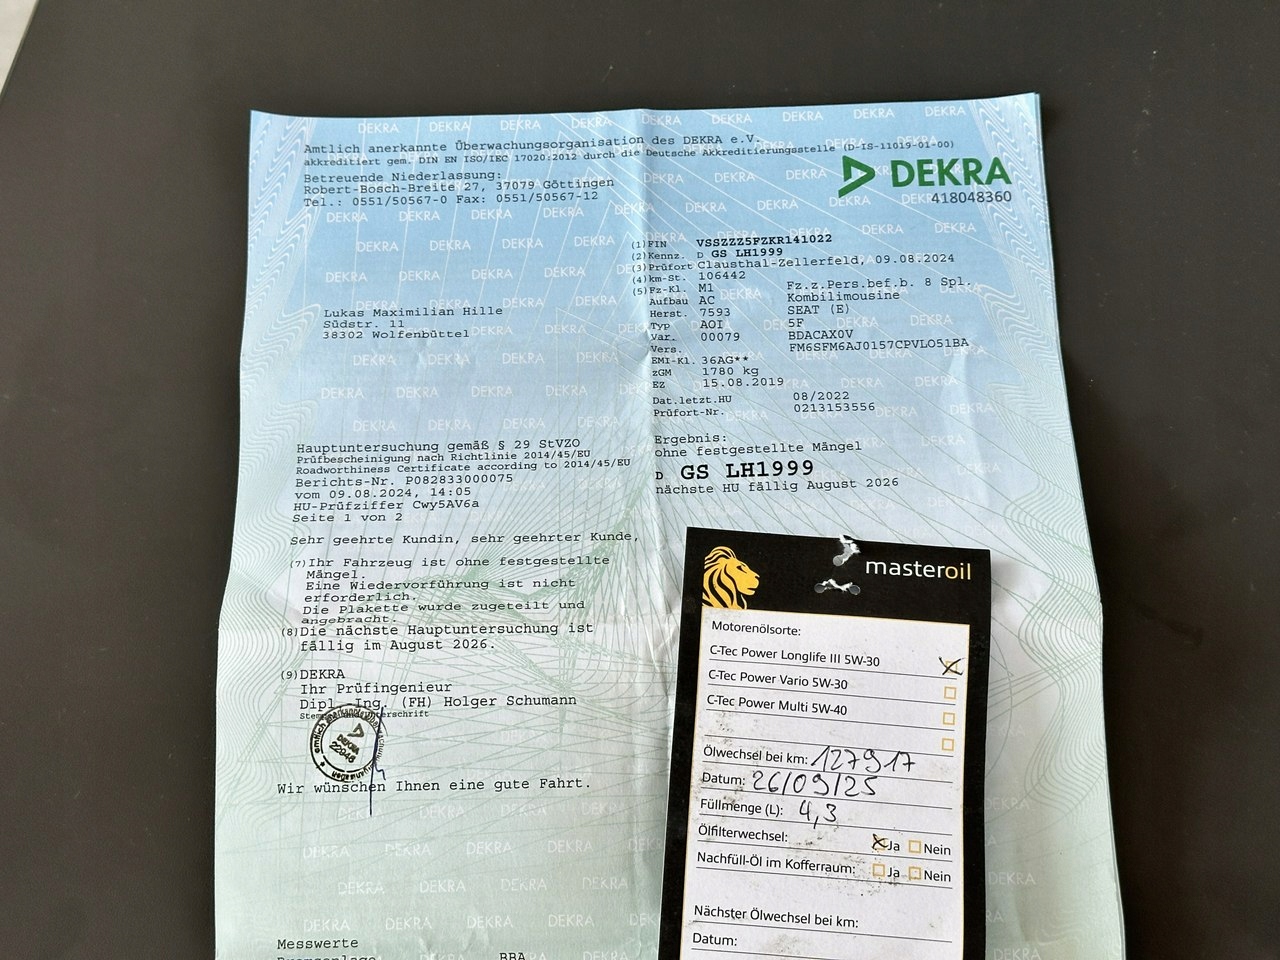 Amtlich anerkannte Überwachungsorganisation des DEKRA e.V.
akkreditiert gem. DIN EN ISO/IEC 17020:2012 durch die Deutsche Akkreditierungsstelle (D-IS-11019-01-00)
Betreuende Niederlassung:
Robert-Bosch-Breite 27, 37079 Göttingen
Tel.: 0551/50567-0 Fax: 0551/50567-12
DEKRA
418048360
(1) FIN VSSZZZ5FZKR141022
(2) Kennz. D GS LH1999
(3) Prüfort Clausthal-Zellerfeld, 09.08.2024
(4) km-St. 106442
(5) Fz-Kl. M1 Fz.z.Pers.bef.b. 8 Spl.
Aufbau AC Kombilimousine
Herst. 7593 SEAT (E)
Typ AOI 5F
Var. 00079 BDACAX0V
Vers. FM6SFM6AJ0157CPVLO51BA
EMI-Kl. 36AG**
zGM 1780 kg
EZ 15.08.2019
Dat.letzt.HU 08/2022
Prüfort-Nr. 0213153556
Lukas Maximilian Hille
Südstr. 11
38302 Wolfenbüttel
Hauptuntersuchung gemäß § 29 StVZO
Prüfbescheinigung nach Richtlinie 2014/45/EU
Roadworthiness Certificate according to 2014/45/EU
Berichts-Nr. P082833000075
vom 09.08.2024, 14:05
HU-Prüfziffer Cwy5AV6a
Seite 1 von 2
Ergebnis:
ohne festgestellte Mängel
D GS LH1999
nächste HU fällig August 2026
Sehr geehrte Kundin, sehr geehrter Kunde,
(7) Ihr Fahrzeug ist ohne festgestellte
Mängel.
Eine Wiedervorführung ist nicht
erforderlich.
Die Plakette wurde zugeteilt und
angebracht.
(8) Die nächste Hauptuntersuchung ist
fällig im August 2026.
(9) DEKRA
Ihr Prüfingenieur
Dipl.-Ing. (FH) Holger Schumann
DEKRA
22946
Wir wünschen Ihnen eine gute Fahrt.
Messwerte
BBA
masteroil
Motorenölsorte:
C-Tec Power Longlife III 5W-30
C-Tec Power Vario 5W-30
C-Tec Power Multi 5W-40
Ölwechsel bei km: 127917
Datum: 26/09/25
Füllmenge (L): 4,3
Ölfilterwechsel: Ja Nein
Nachfüll-Öl im Kofferraum: Ja Nein
Nächster Ölwechsel bei km:
Datum: